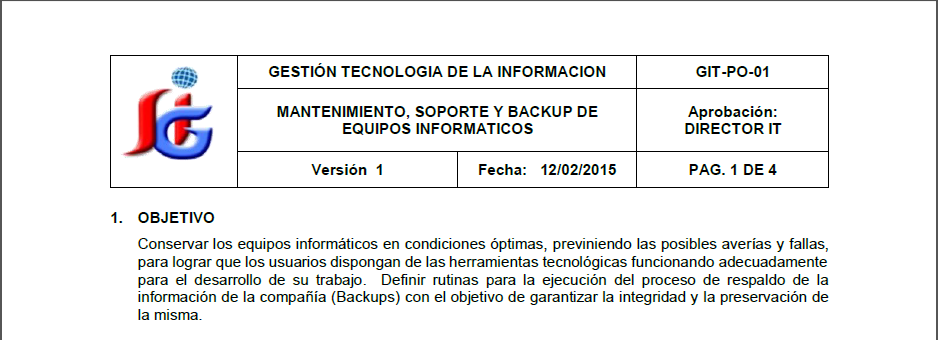 GESTIÓN TECNOLOGIA DE LA INFORMACION
GIT-PO-01
MANTENIMIENTO, SOPORTE Y BACKUP DE
EQUIPOS INFORMATICOS
Aprobación:
DIRECTOR IT
Versión 1
Fecha: 12/02/2015
PAG. 1 DE 4
1. OBJETIVO
Conservar los equipos informáticos en condiciones óptimas, previniendo las posibles averías y fallas,
para lograr que los usuarios dispongan de las herramientas tecnológicas funcionando adecuadamente
para el desarrollo de su trabajo. Definir rutinas para la ejecución del proceso de respaldo de la
información de la compañía (Backups) con el objetivo de garantizar la integridad y la preservación de
la misma.